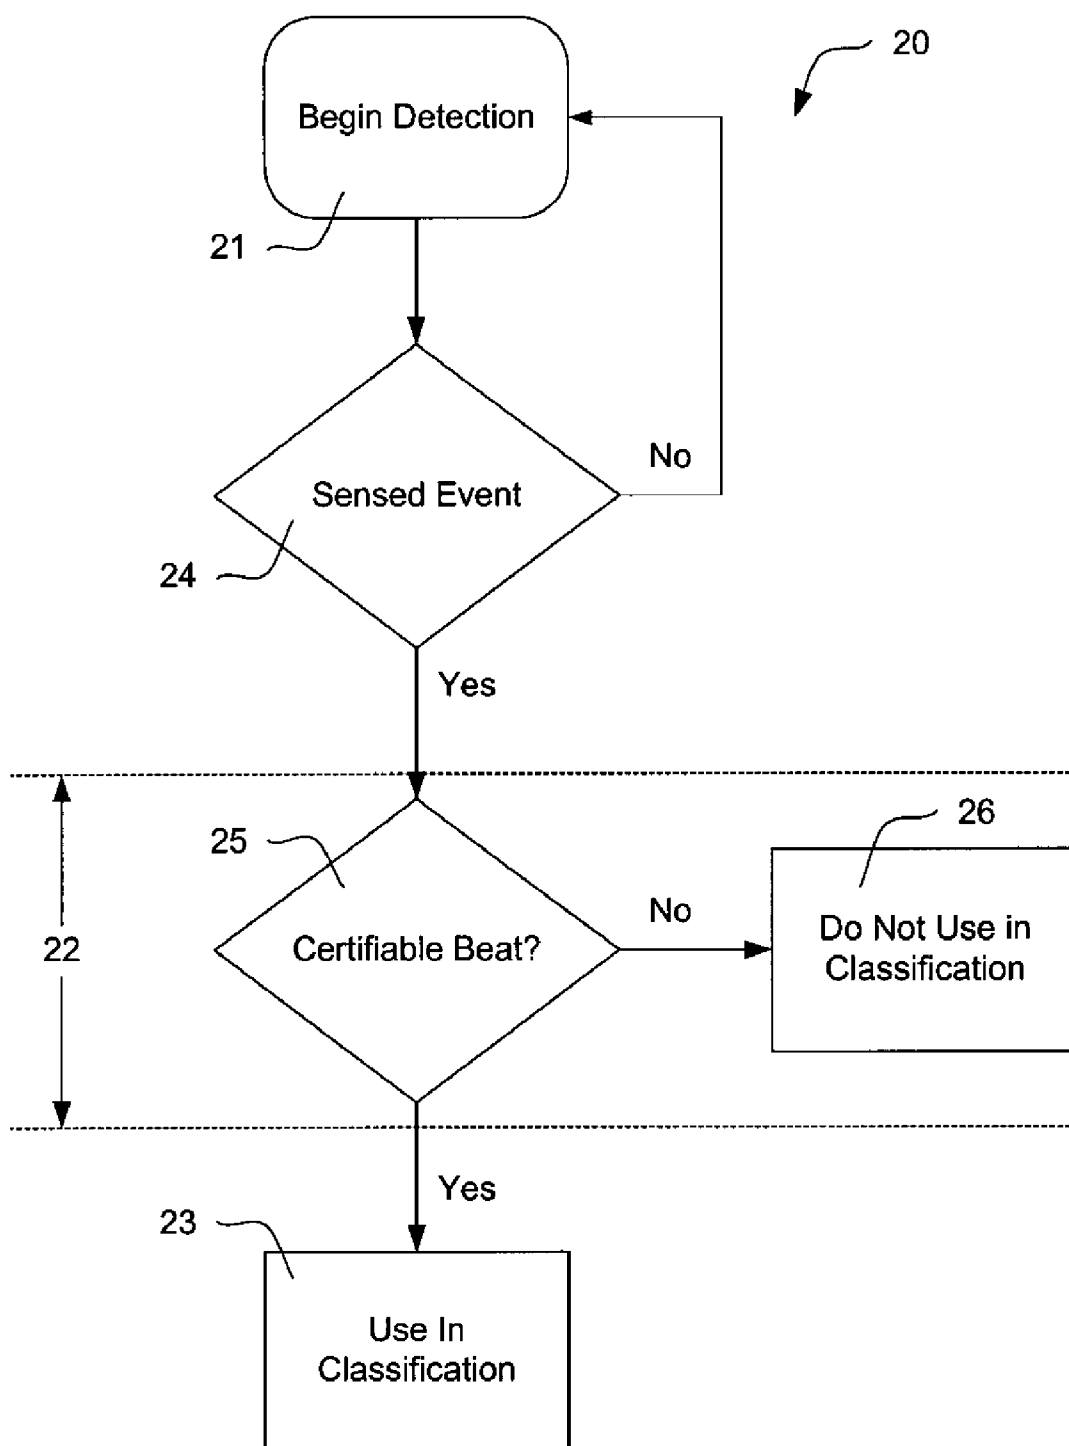 20
Begin Detection
21
No
Sensed Event
24
Yes
25
26
No
22
Certifiable Beat?
Do Not Use in
Classification
Yes
23
Use In
Classification